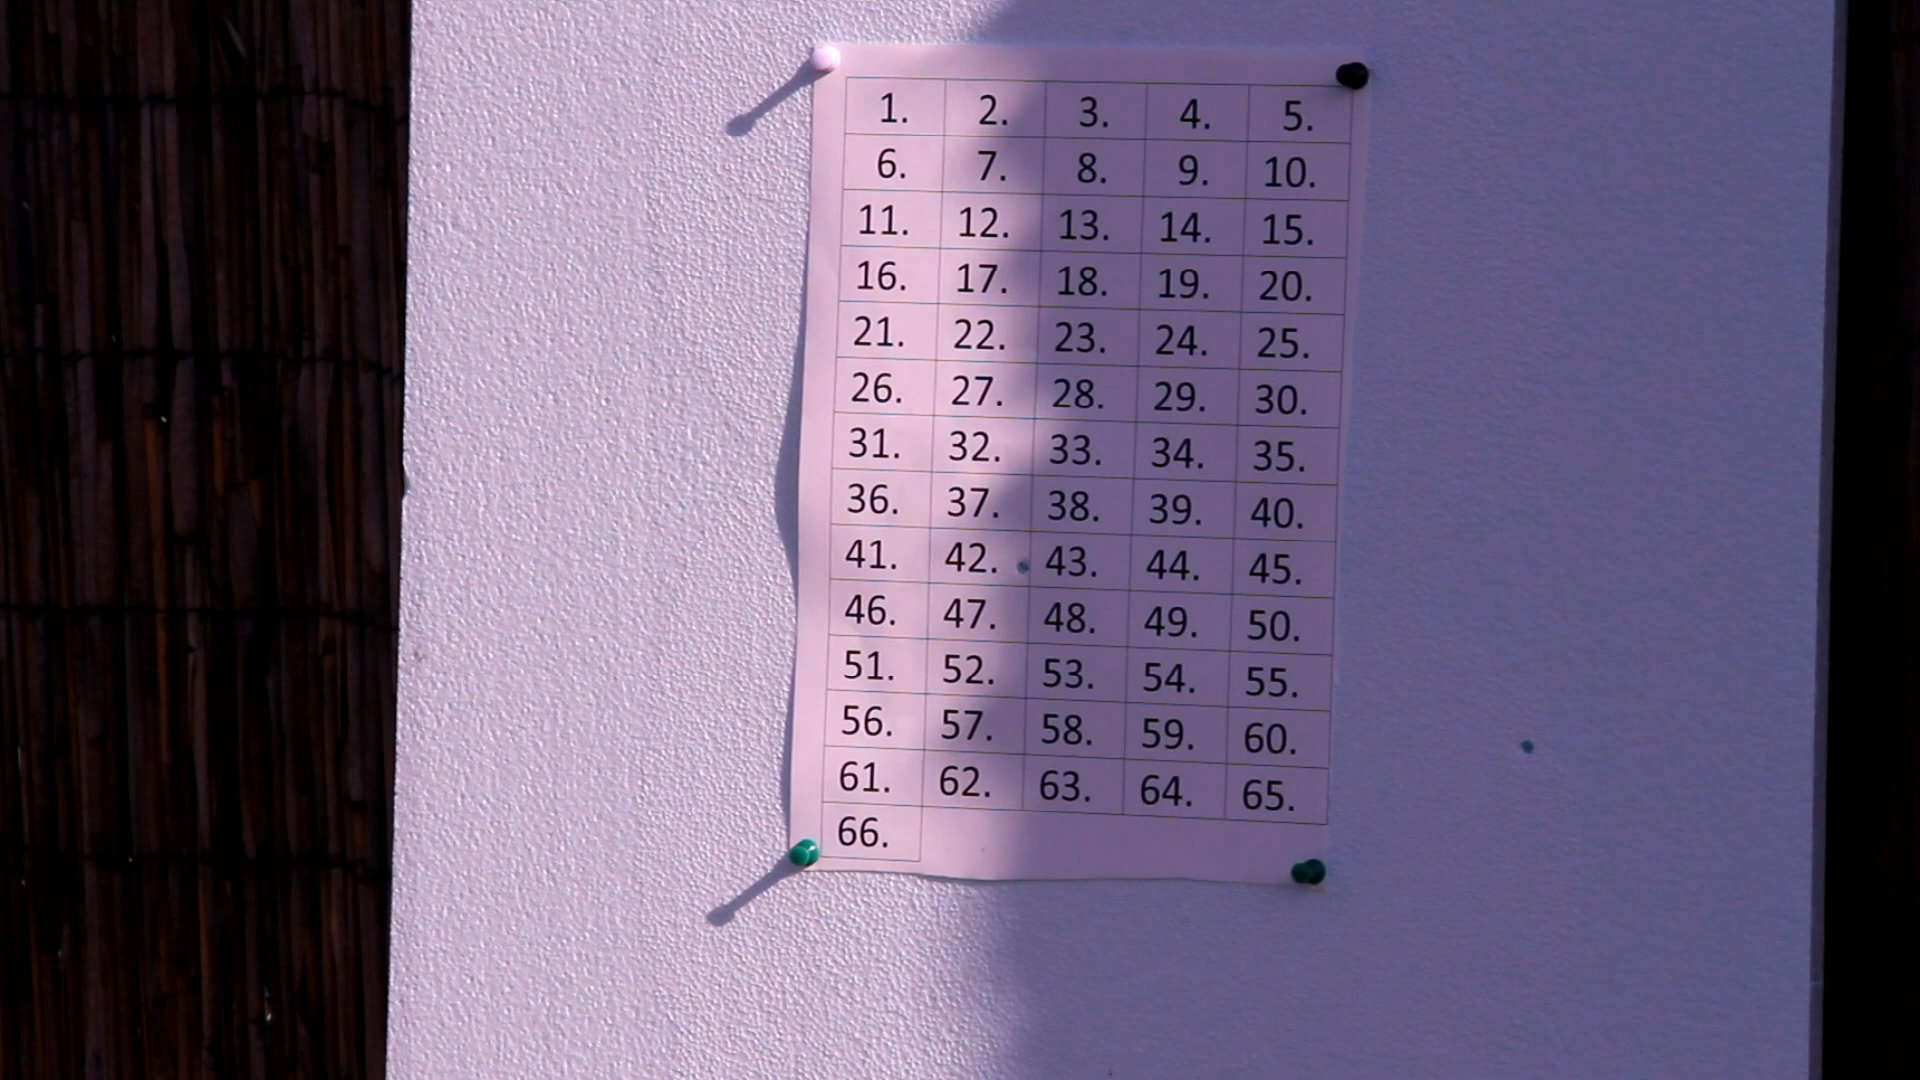 1. 2. 3. 4. 5.
6. 7. 8. 9. 10.
11. 12. 13. 14. 15.
16. 17. 18. 19. 20.
21. 22. 23. 24. 25.
26. 27. 28. 29. 30.
31. 32. 33. 34. 35.
36. 37. 38. 39. 40.
41. 42. 43. 44. 45.
46. 47. 48. 49. 50.
51. 52. 53. 54. 55.
56. 57. 58. 59. 60.
61. 62. 63. 64. 65.
66.